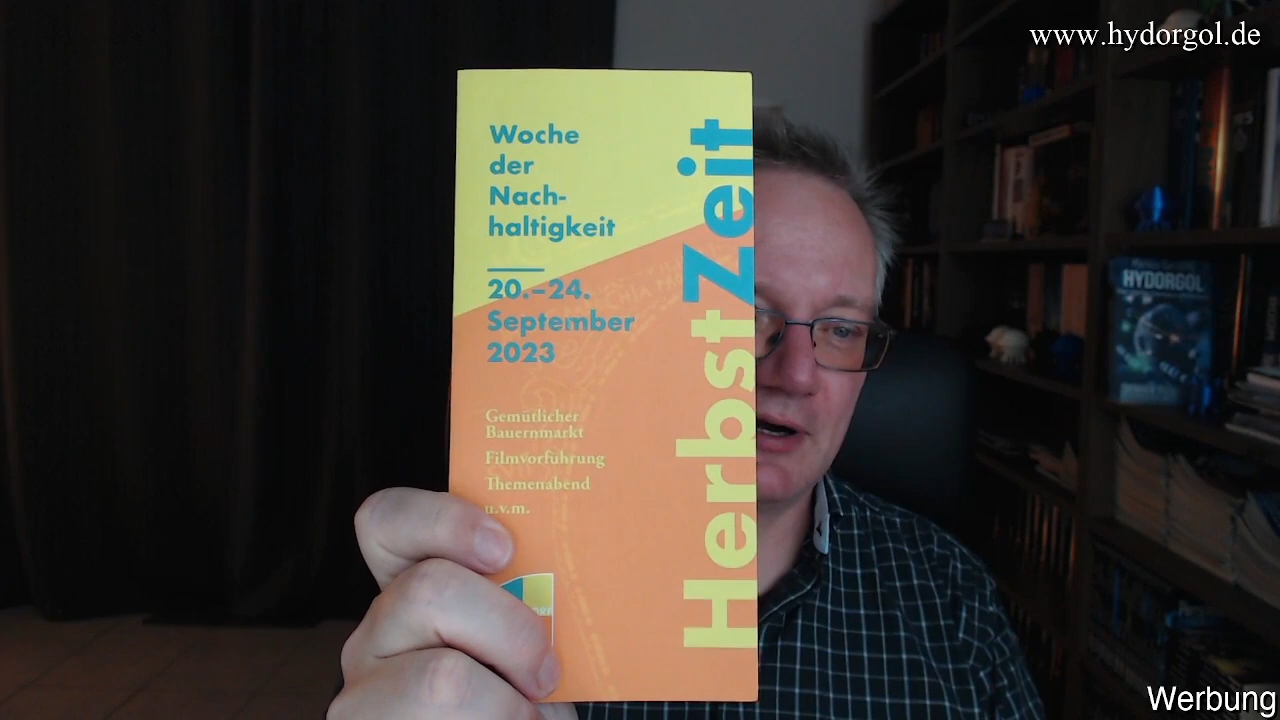 www.hydorgol.de
Woche
der
Nach-
haltigkeit
20.–24.
September
2023
Gemütlicher
Bauernmarkt
Filmvorführung
Themenabend
u.v.m.
HerbstZeit
HYDORGOL
Werbung